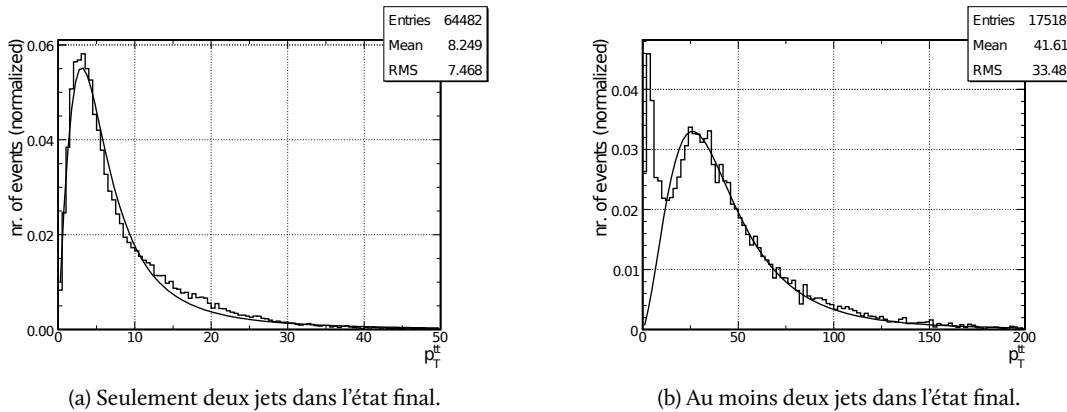 Entries 64482
Mean 8.249
RMS 7.468
nr. of events (normalized)
0.06
0.04
0.02
0.00
0 10 20 30 40 50
p_T^tt
(a) Seulement deux jets dans l’état final.
Entries 17518
Mean 41.61
RMS 33.48
nr. of events (normalized)
0.04
0.03
0.02
0.01
0
0 50 100 150 200
p_T^tt
(b) Au moins deux jets dans l’état final.